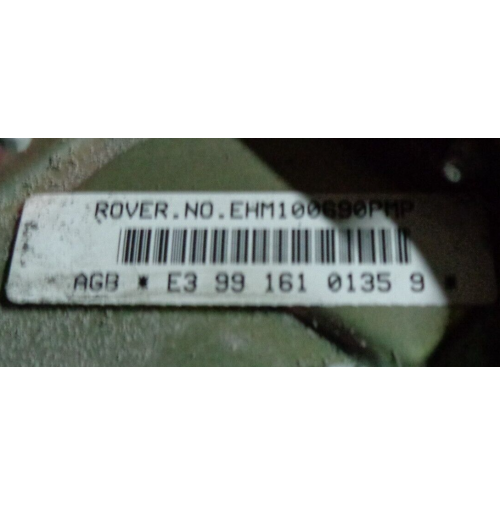 ROVER.NO.EHM100690PMP
AGB * E3 99 161 0135 9 *